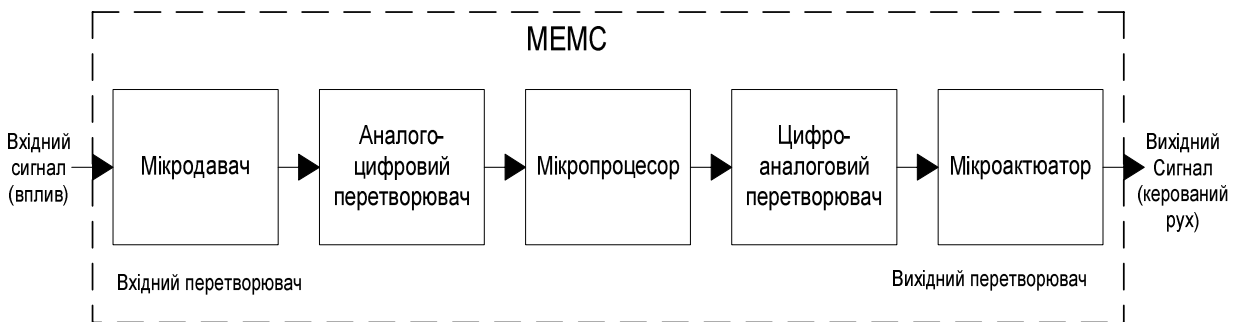 МЕМС
Вхідний
сигнал
(вплив)
Мікродавач
Аналого-
цифровий
перетворювач
Мікропроцесор
Цифро-
аналоговий
перетворювач
Мікроактюатор
Вихідний
Сигнал
(керований
рух)
Вхідний перетворювач
Вихідний перетворювач